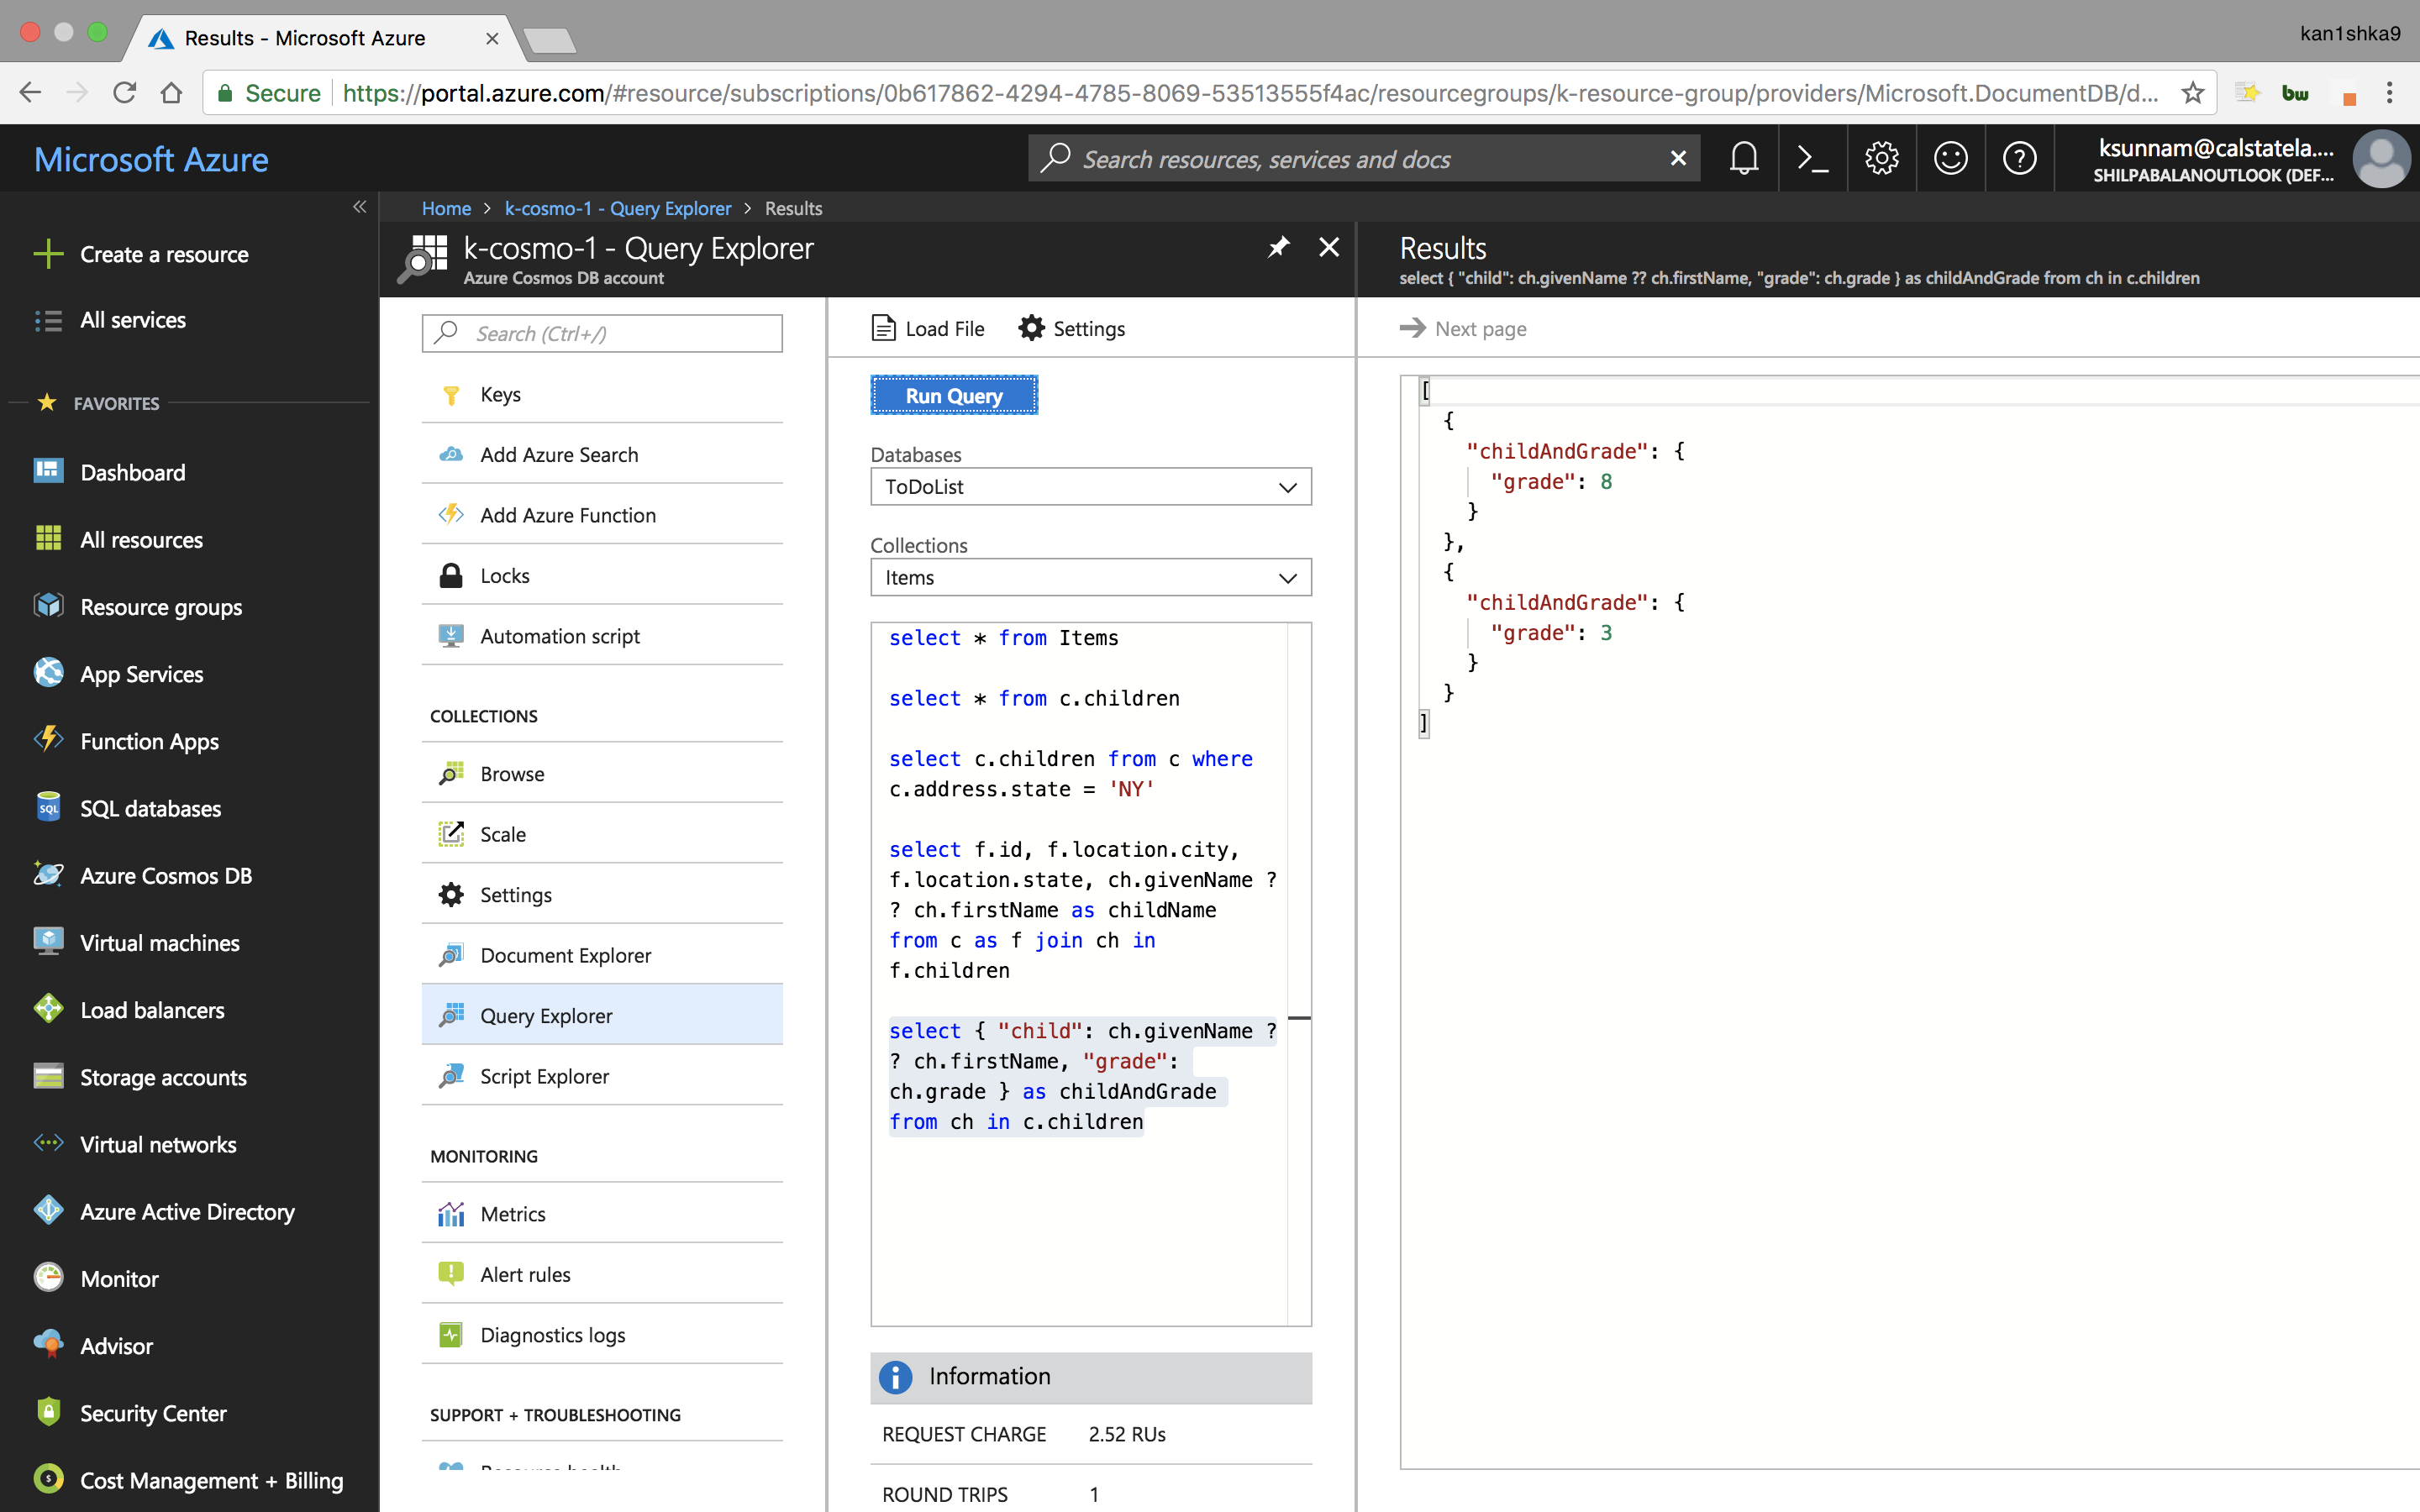 Results - Microsoft Azure
kan1shka9
Secure
https://portal.azure.com/#resource/subscriptions/0b617862-4294-4785-8069-53513555f4ac/resourcegroups/k-resource-group/providers/Microsoft.DocumentDB/d...
bw
Microsoft Azure
Search resources, services and docs
ksunnam@calstatela....
SHILPABALANOUTLOOK (DEF...
Create a resource
All services
FAVORITES
Dashboard
All resources
Resource groups
App Services
Function Apps
SQL
SQL databases
Azure Cosmos DB
Virtual machines
Load balancers
Storage accounts
Virtual networks
Azure Active Directory
Monitor
Advisor
Security Center
Cost Management + Billing
Home > k-cosmo-1 - Query Explorer > Results
k-cosmo-1 - Query Explorer
Azure Cosmos DB account
Search (Ctrl+/)
Keys
Add Azure Search
Add Azure Function
Locks
Automation script
COLLECTIONS
Browse
Scale
Settings
Document Explorer
Query Explorer
Script Explorer
MONITORING
Metrics
Alert rules
Diagnostics logs
SUPPORT + TROUBLESHOOTING
Load File
Settings
Run Query
Databases
ToDoList
Collections
Items
select * from Items
select * from c.children
select c.children from c where
c.address.state = 'NY'
select f.id, f.location.city,
f.location.state, ch.givenName ?
? ch.firstName as childName
from c as f join ch in
f.children
select { "child": ch.givenName ?
? ch.firstName, "grade":
ch.grade } as childAndGrade
from ch in c.children
Information
REQUEST CHARGE 2.52 RUs
ROUND TRIPS 1
Results
select { "child": ch.givenName ?? ch.firstName, "grade": ch.grade } as childAndGrade from ch in c.children
Next page
[
{
"childAndGrade": {
"grade": 8
}
},
{
"childAndGrade": {
"grade": 3
}
}
]